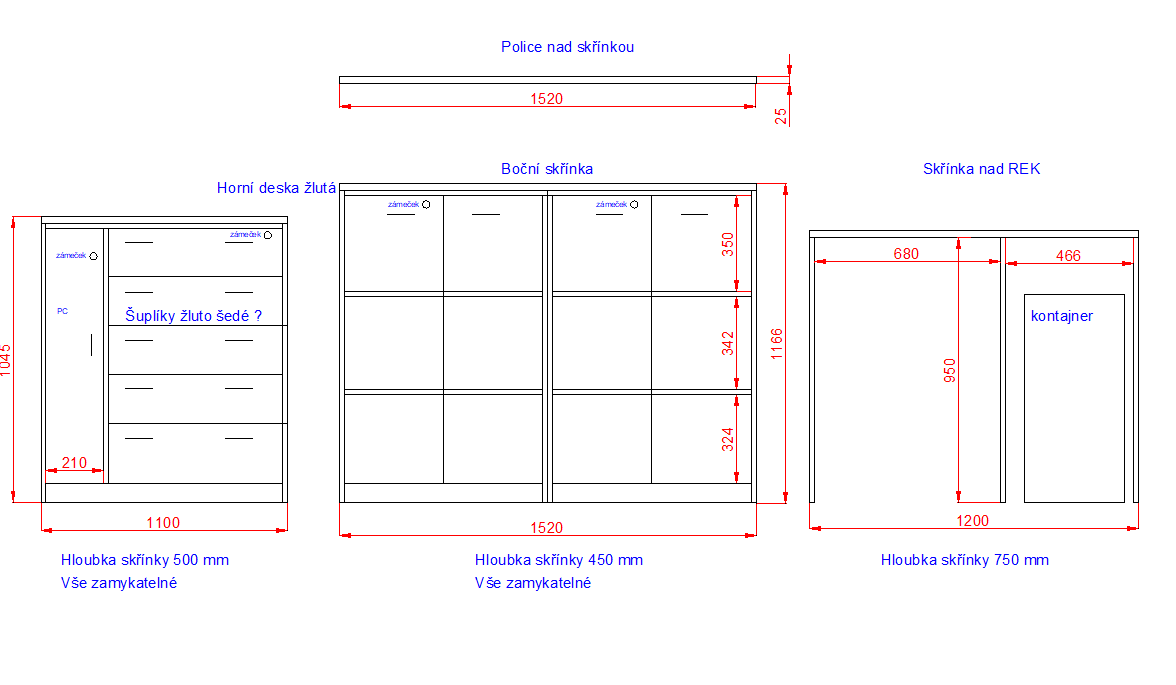 Police nad skřínkou
1520
25
Boční skřínka
Skřínka nad REK
Horní deska žlutá
zámeček
zámeček
zámeček
zámeček
350
680
466
PC
Šuplíky žluto šedé ?
kontajner
1045
342
1166
950
324
210
1100
1520
1200
Hloubka skřínky 500 mm
Vše zamykatelné
Hloubka skřínky 450 mm
Vše zamykatelné
Hloubka skřínky 750 mm